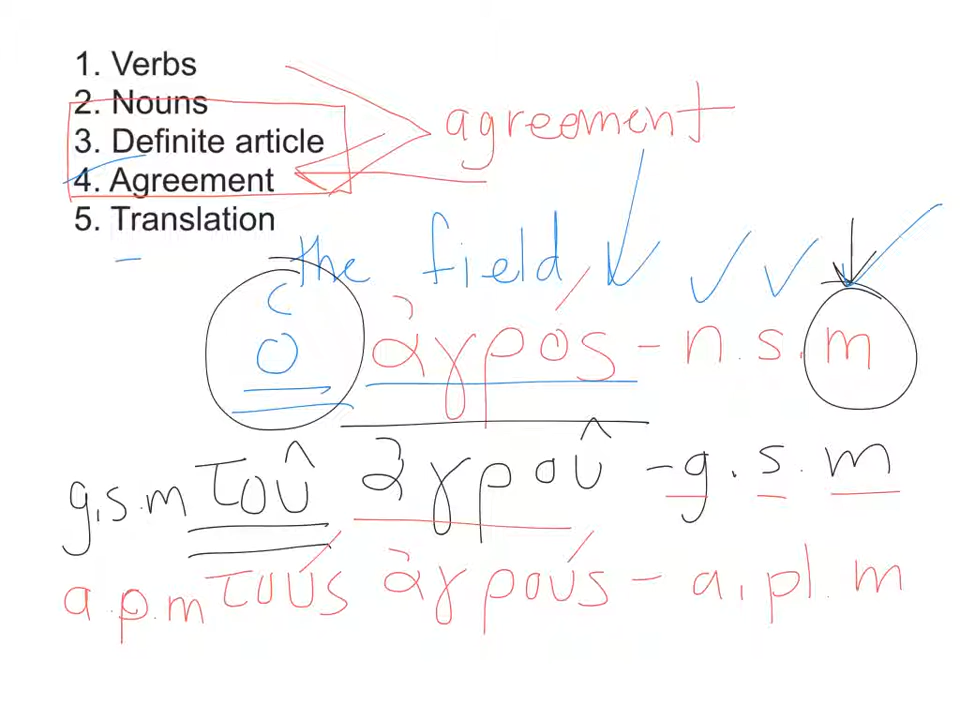 1. Verbs
2. Nouns
3. Definite article
4. Agreement
5. Translation
agreement
the field
ὁ ἀγρός - n.s.m
g.s.m τοῦ ἀγροῦ - g.s.m
a.p.m τούς ἀγρούς - a.pl.m